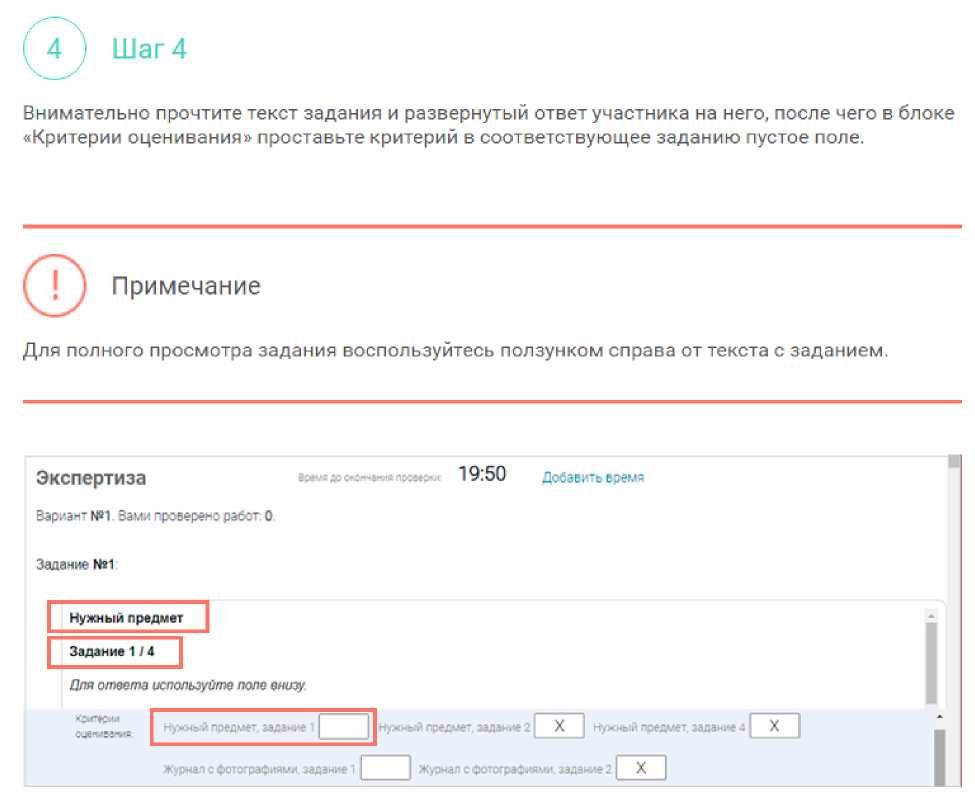 4 Шаг 4
Внимательно прочтите текст задания и развернутый ответ участника на него, после чего в блоке
«Критерии оценивания» проставьте критерий в соответствующее заданию пустое поле.
! Примечание
Для полного просмотра задания воспользуйтесь ползунком справа от текста с заданием.
Экспертиза Время до окончания проверки: 19:50 Добавить время
Вариант №1. Вами проверено работ: 0.
Задание №1:
Нужный предмет
Задание 1 / 4
Для ответа используйте поле внизу.
Критерии
оценивания: Нужный предмет, задание 1 Нужный предмет, задание 2 X Нужный предмет, задание 4 X
Журнал с фотографиями, задание 1 Журнал с фотографиями, задание 2 X